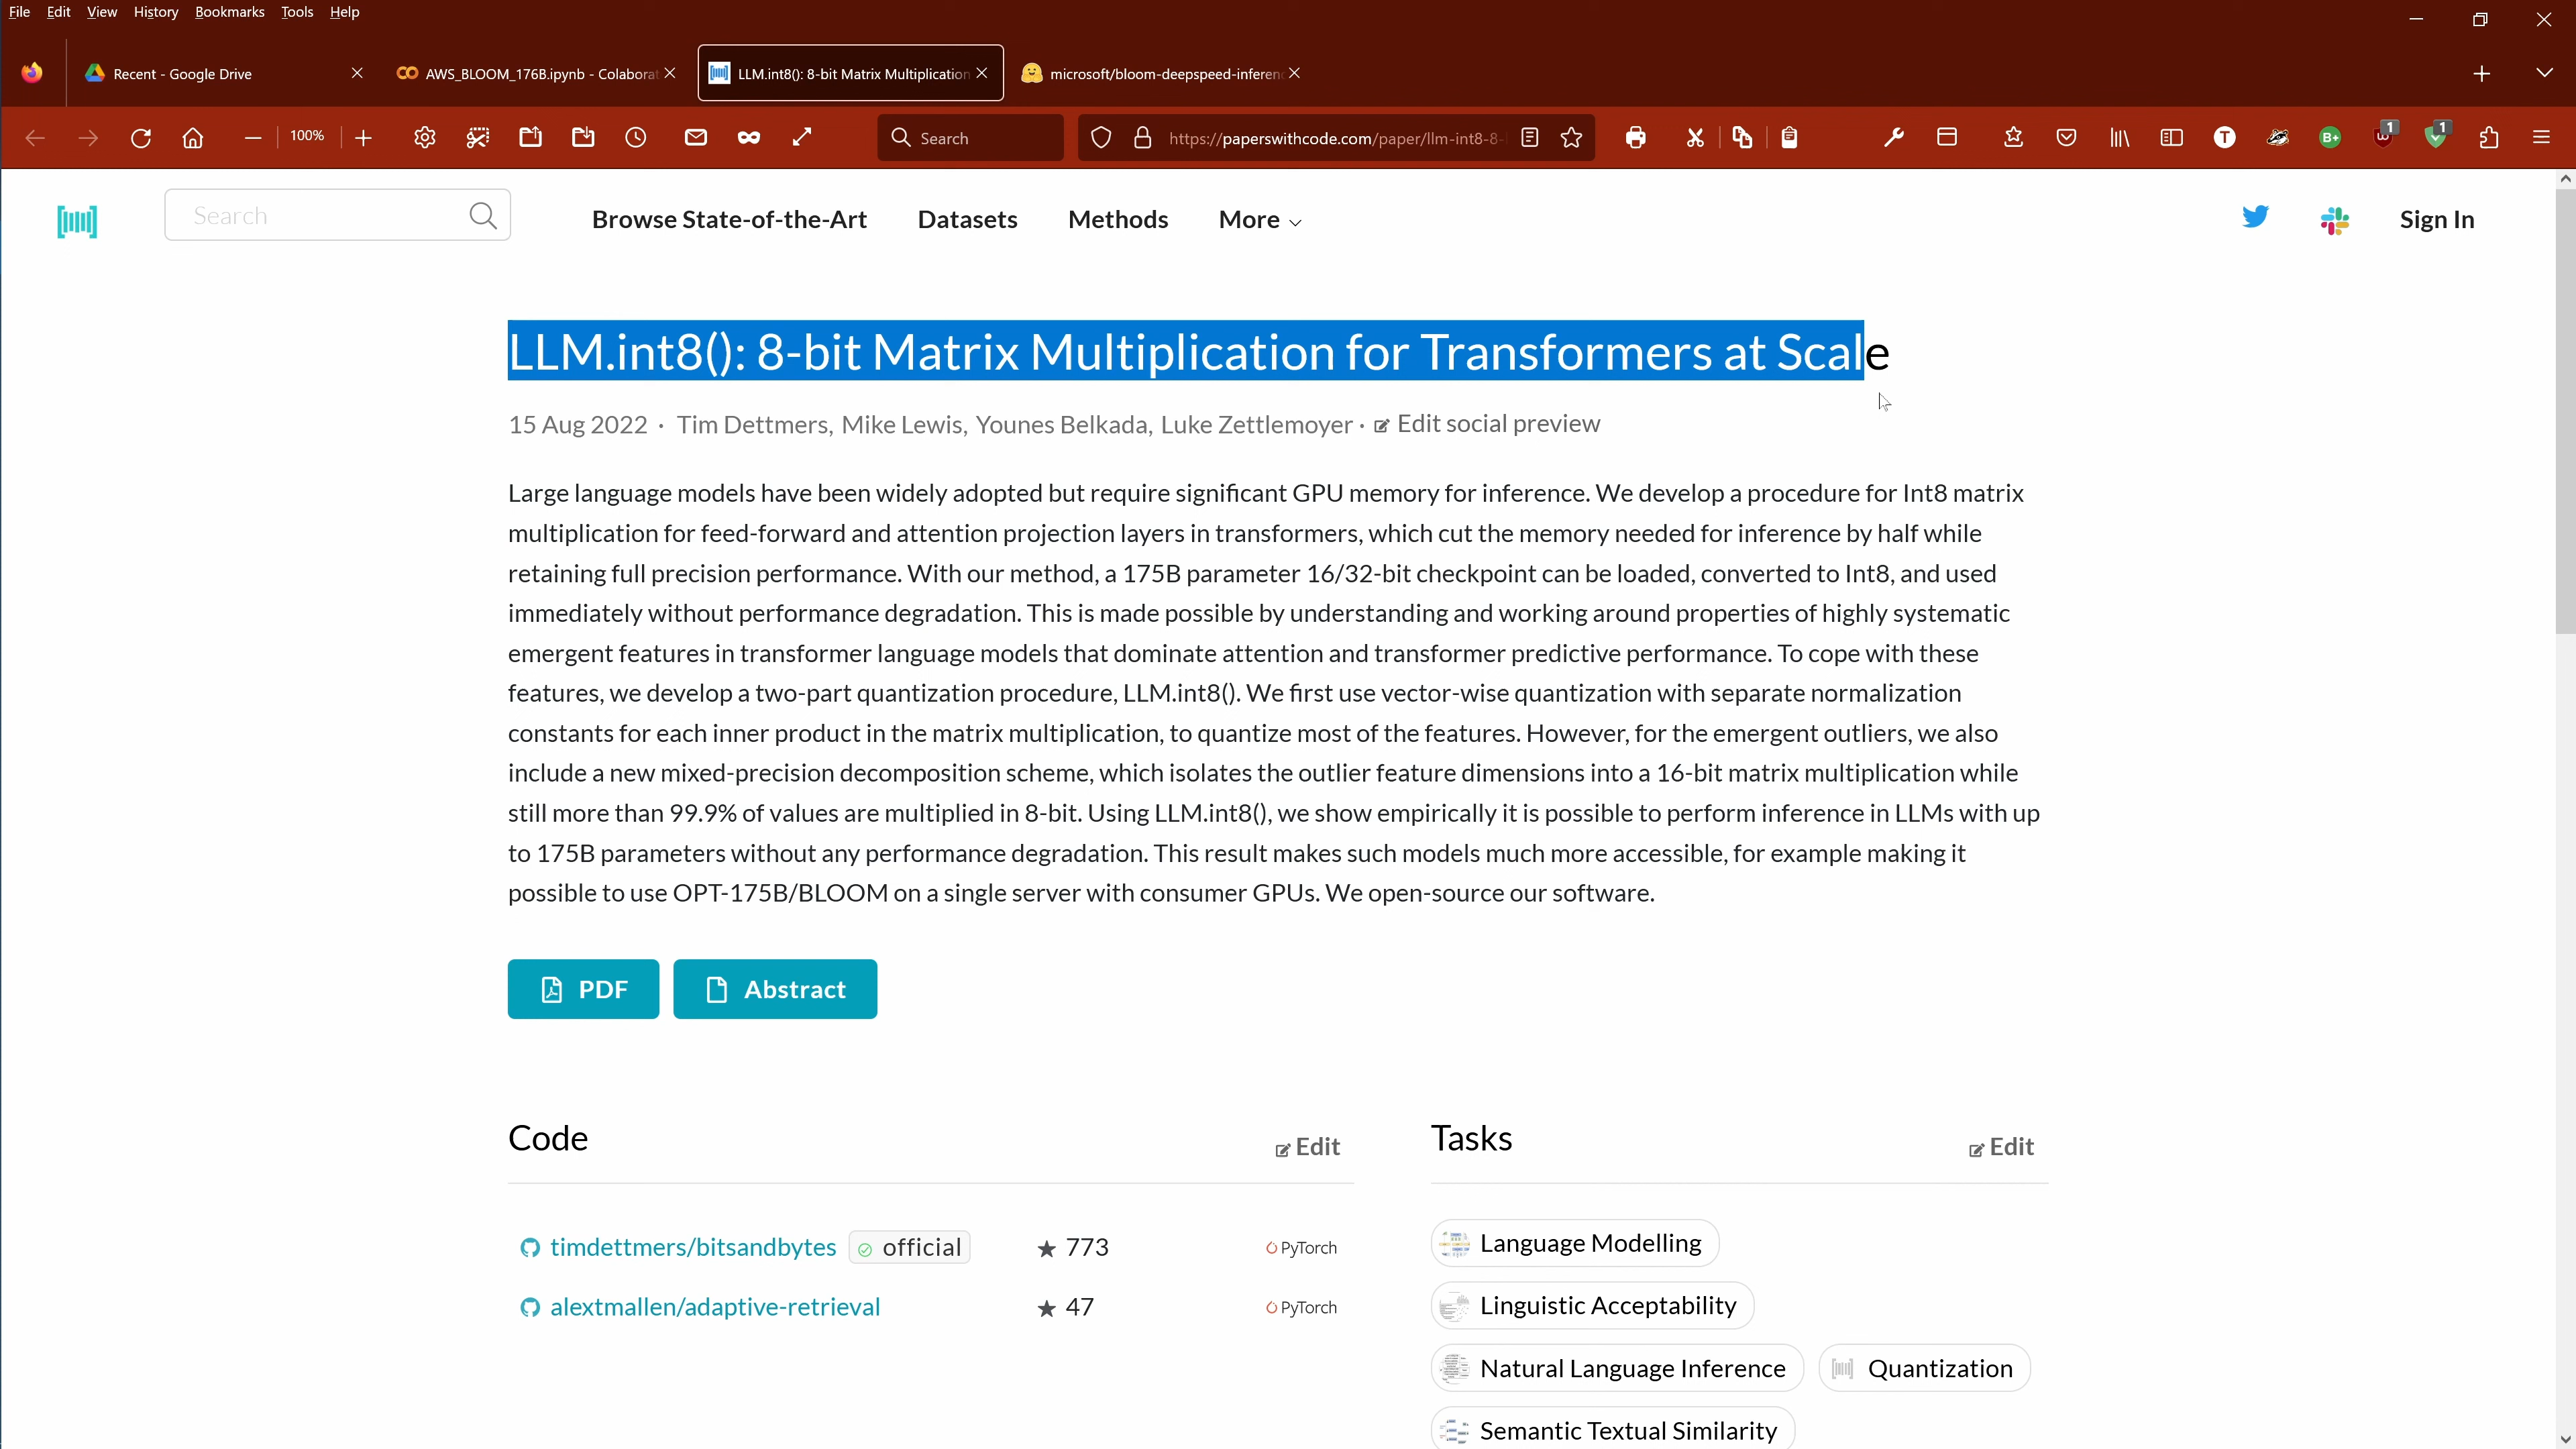 File Edit View History Bookmarks Tools Help
Recent - Google Drive
AWS_BLOOM_176B.ipynb - Colaborat
LLM.int8(): 8-bit Matrix Multiplication
microsoft/bloom-deepspeed-inferen
100%
Search
https://paperswithcode.com/paper/llm-int8-8-
T
B+
1
1
Search
Browse State-of-the-Art
Datasets
Methods
More
Sign In
LLM.int8(): 8-bit Matrix Multiplication for Transformers at Scale
15 Aug 2022 · Tim Dettmers, Mike Lewis, Younes Belkada, Luke Zettlemoyer · Edit social preview
Large language models have been widely adopted but require significant GPU memory for inference. We develop a procedure for Int8 matrix
multiplication for feed-forward and attention projection layers in transformers, which cut the memory needed for inference by half while
retaining full precision performance. With our method, a 175B parameter 16/32-bit checkpoint can be loaded, converted to Int8, and used
immediately without performance degradation. This is made possible by understanding and working around properties of highly systematic
emergent features in transformer language models that dominate attention and transformer predictive performance. To cope with these
features, we develop a two-part quantization procedure, LLM.int8(). We first use vector-wise quantization with separate normalization
constants for each inner product in the matrix multiplication, to quantize most of the features. However, for the emergent outliers, we also
include a new mixed-precision decomposition scheme, which isolates the outlier feature dimensions into a 16-bit matrix multiplication while
still more than 99.9% of values are multiplied in 8-bit. Using LLM.int8(), we show empirically it is possible to perform inference in LLMs with up
to 175B parameters without any performance degradation. This result makes such models much more accessible, for example making it
possible to use OPT-175B/BLOOM on a single server with consumer GPUs. We open-source our software.
PDF
Abstract
Code
Edit
timdettmers/bitsandbytes official 773 PyTorch
alextmallen/adaptive-retrieval 47 PyTorch
Tasks
Edit
Language Modelling
Linguistic Acceptability
Natural Language Inference
Quantization
Semantic Textual Similarity